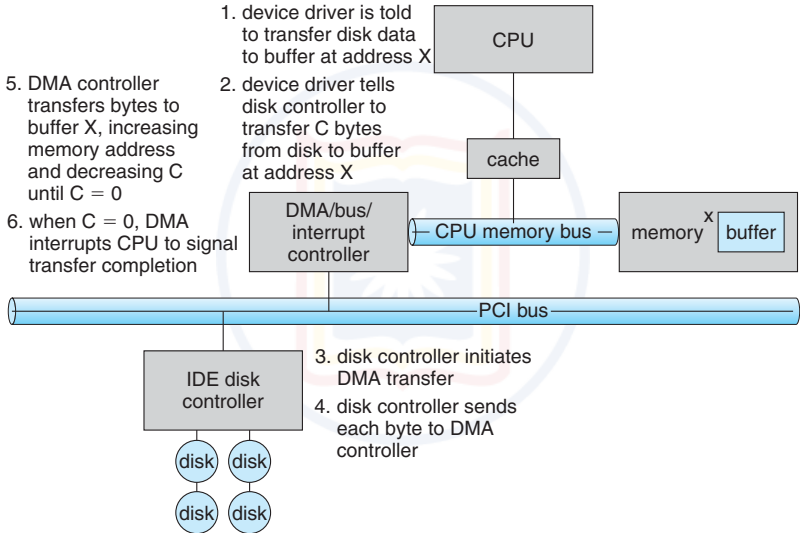 1. device driver is told
to transfer disk data
to buffer at address X
2. device driver tells
disk controller to
transfer C bytes
from disk to buffer
at address X
5. DMA controller
transfers bytes to
buffer X, increasing
memory address
and decreasing C
until C = 0
6. when C = 0, DMA
interrupts CPU to signal
transfer completion
CPU
cache
DMA/bus/
interrupt
controller
CPU memory bus
memory
x
buffer
PCI bus
IDE disk
controller
3. disk controller initiates
DMA transfer
4. disk controller sends
each byte to DMA
controller
disk
disk
disk
disk